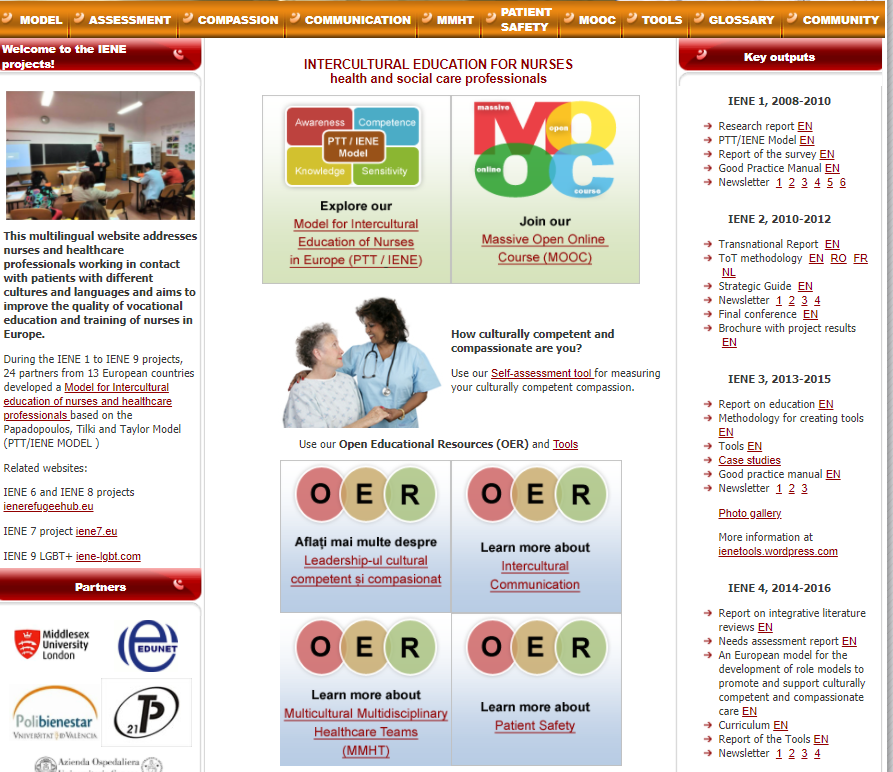 MODEL
ASSESSMENT
COMPASSION
COMMUNICATION
MMHT
PATIENT
SAFETY
MOOC
TOOLS
GLOSSARY
COMMUNITY
Welcome to the IENE
projects!
This multilingual website addresses
nurses and healthcare
professionals working in contact
with patients with different
cultures and languages and aims to
improve the quality of vocational
education and training of nurses in
Europe.
During the IENE 1 to IENE 9 projects,
24 partners from 13 European countries
developed a Model for Intercultural
education of nurses and healthcare
professionals based on the
Papadopoulos, Tilki and Taylor Model
(PTT/IENE MODEL )
Related websites:
IENE 6 and IENE 8 projects
ienerefugeehub.eu
IENE 7 project iene7.eu
IENE 9 LGBT+ iene-lgbt.com
Partners
Middlesex
University
London
EDUNET
Polibienestar
VNIVERSITAT ID VALÈNCIA
21
Azienda Ospedaliera
INTERCULTURAL EDUCATION FOR NURSES
health and social care professionals
Awareness
Competence
PTT / IENE
Model
Knowledge
Sensitivity
Explore our
Model for Intercultural
Education of Nurses
in Europe (PTT / IENE)
massive
MOOC
open
online
course
Join our
Massive Open Online
Course (MOOC)
How culturally competent and
compassionate are you?
Use our Self-assessment tool for measuring
your culturally competent compassion.
Use our Open Educational Resources (OER) and Tools
O E R
Aflați mai multe despre
Leadership-ul cultural
competent și compasionat
O E R
Learn more about
Intercultural
Communication
O E R
Learn more about
Multicultural Multidisciplinary
Healthcare Teams
(MMHT)
O E R
Learn more about
Patient Safety
Key outputs
IENE 1, 2008-2010
Research report EN
PTT/IENE Model EN
Report of the survey EN
Good Practice Manual EN
Newsletter 1 2 3 4 5 6
IENE 2, 2010-2012
Transnational Report EN
ToT methodology EN RO FR
NL
Strategic Guide EN
Newsletter 1 2 3 4
Final conference EN
Brochure with project results
EN
IENE 3, 2013-2015
Report on education EN
Methodology for creating tools
EN
Tools EN
Case studies
Good practice manual EN
Newsletter 1 2 3
Photo gallery
More information at
ienetools.wordpress.com
IENE 4, 2014-2016
Report on integrative literature
reviews EN
Needs assessment report EN
An European model for the
development of role models to
promote and support culturally
competent and compassionate
care EN
Curriculum EN
Report of the Tools EN
Newsletter 1 2 3 4